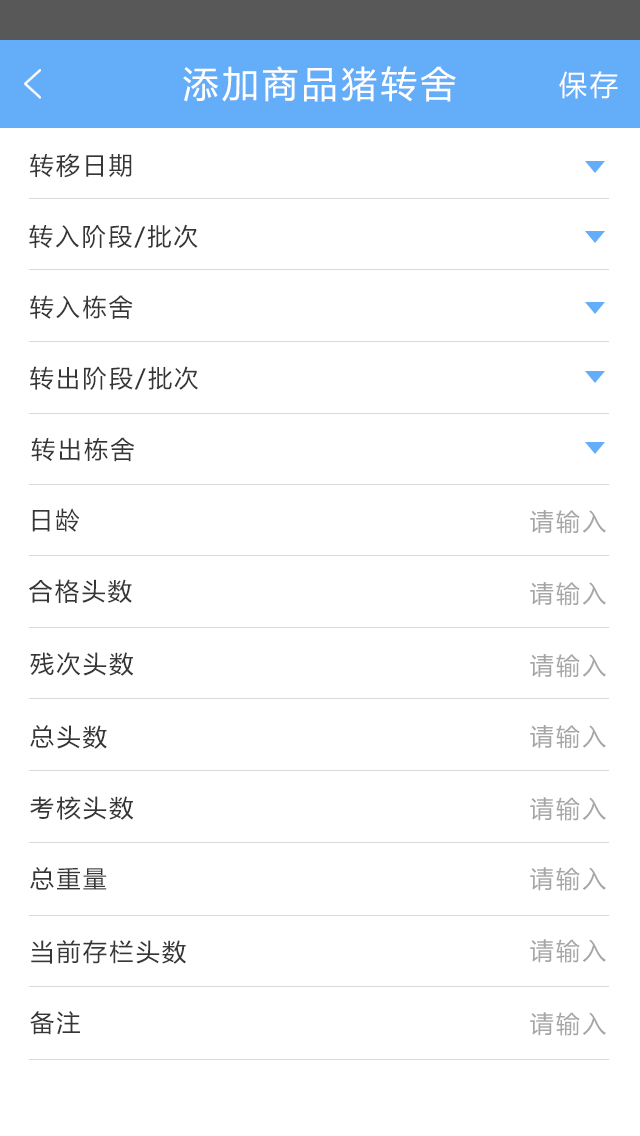 添加商品猪转舍 保存
转移日期
转入阶段/批次
转入栋舍
转出阶段/批次
转出栋舍
日龄 请输入
合格头数 请输入
残次头数 请输入
总头数 请输入
考核头数 请输入
总重量 请输入
当前存栏头数 请输入
备注 请输入